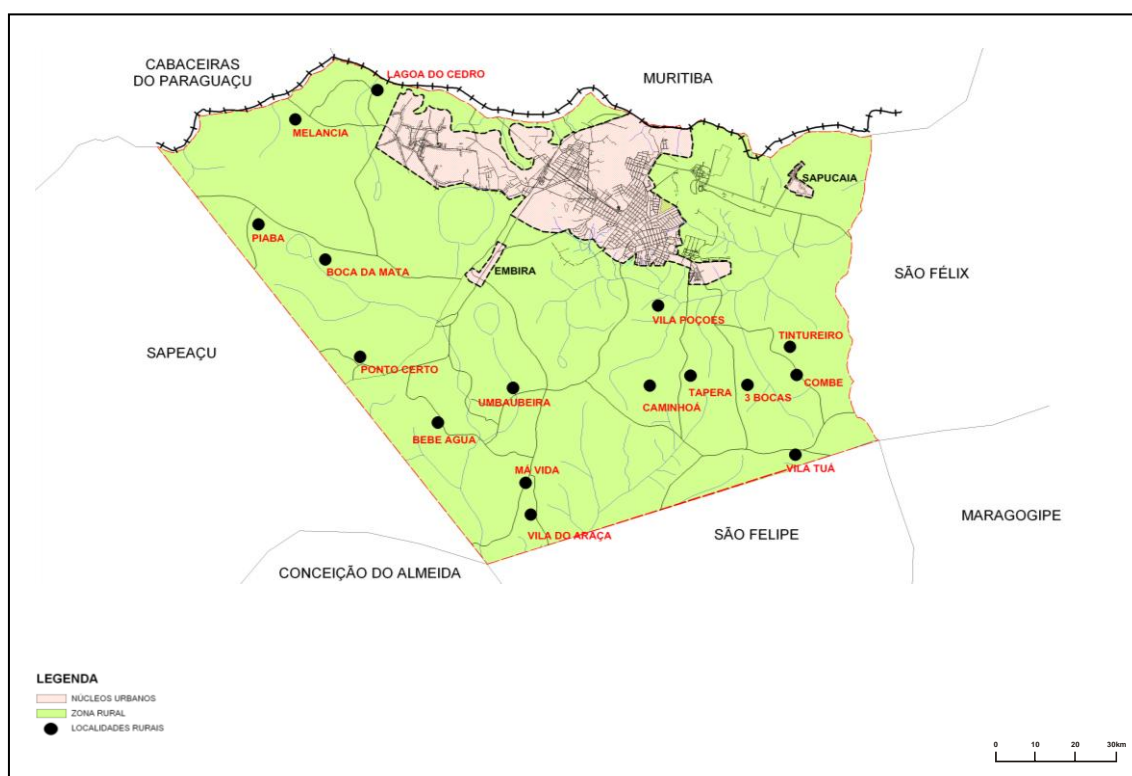 CABACEIRAS
DO PARAGUAÇU
LAGOA DO CEDRO
MURITIBA
MELANCIA
SAPUCAIA
PIABA
BOCA DA MATA
EMBIRA
SÃO FÉLIX
VILA POÇOES
TINTUREIRO
SAPEAÇU
PONTO CERTO
UMBAUBEIRA
CAMINHOÁ
TAPERA
3 BOCAS
COMBE
BEBE AGUA
MÁ VIDA
VILA TUÁ
VILA DO ARAÇA
SÃO FELIPE
MARAGOGIPE
CONCEIÇÃO DO ALMEIDA
LEGENDA
NÚCLEOS URBANOS
ZONA RURAL
LOCALIDADES RURAIS
0 10 20 30km